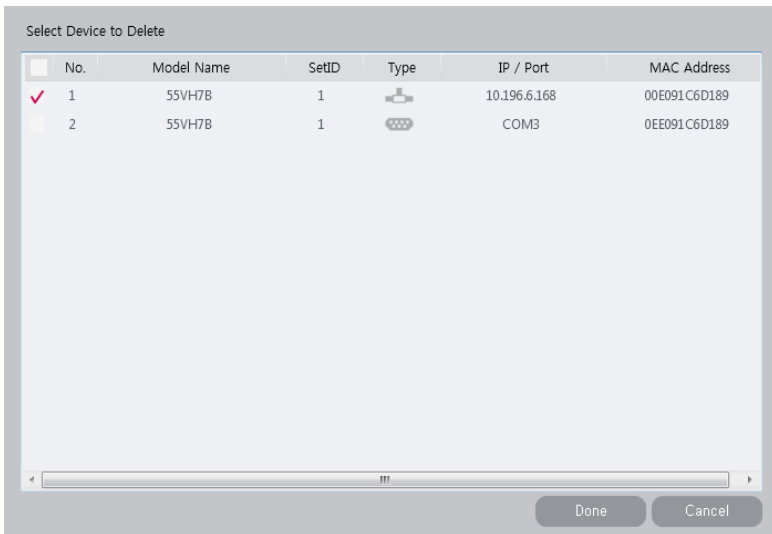 Select Device to Delete
No. Model Name SetID Type IP / Port MAC Address
1 55VH7B 1 10.196.6.168 00E091C6D189
2 55VH7B 1 COM3 0EE091C6D189
Done Cancel